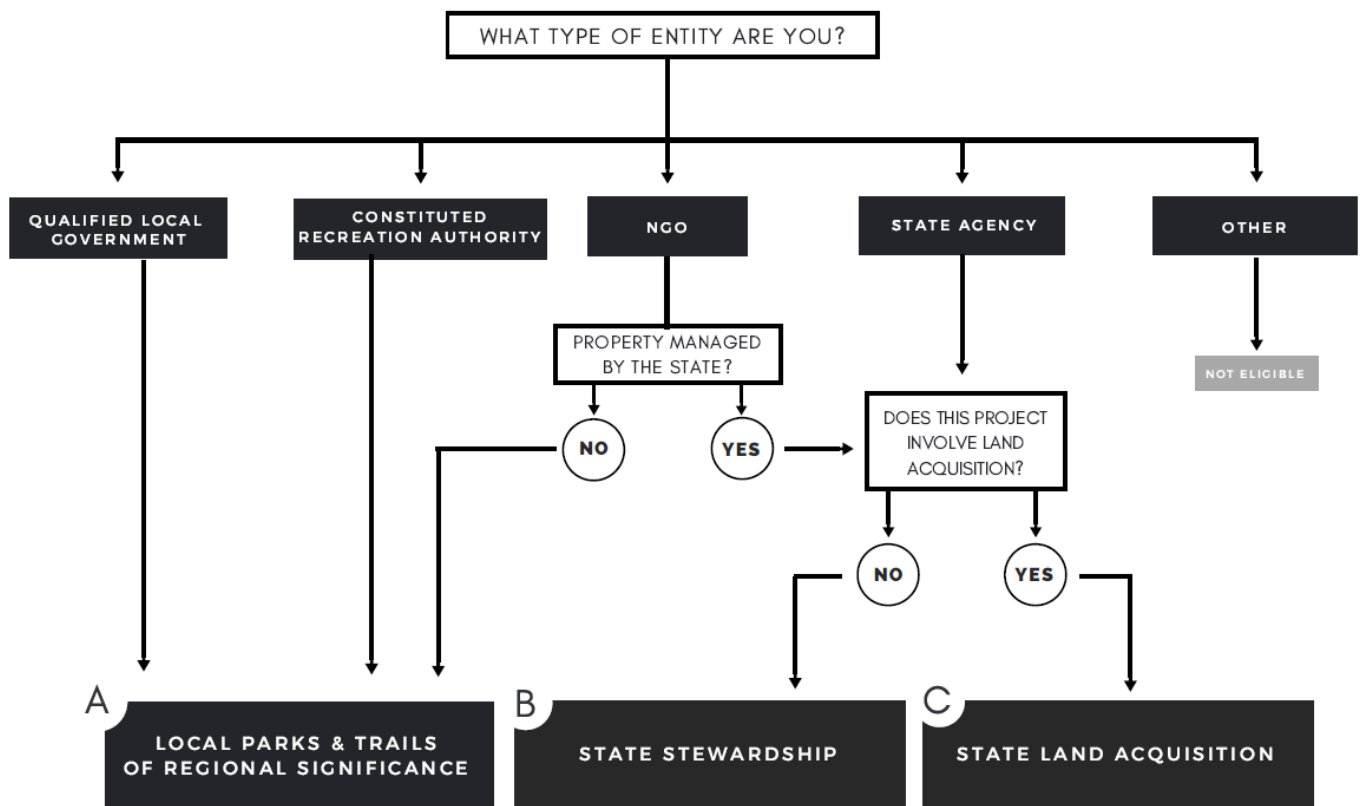 WHAT TYPE OF ENTITY ARE YOU?
QUALIFIED LOCAL
GOVERNMENT
CONSTITUTED
RECREATION AUTHORITY
NGO
STATE AGENCY
OTHER
PROPERTY MANAGED
BY THE STATE?
NOT ELIGIBLE
NO
YES
DOES THIS PROJECT
INVOLVE LAND
ACQUISITION?
NO
YES
A
LOCAL PARKS & TRAILS
OF REGIONAL SIGNIFICANCE
B
STATE STEWARDSHIP
C
STATE LAND ACQUISITION